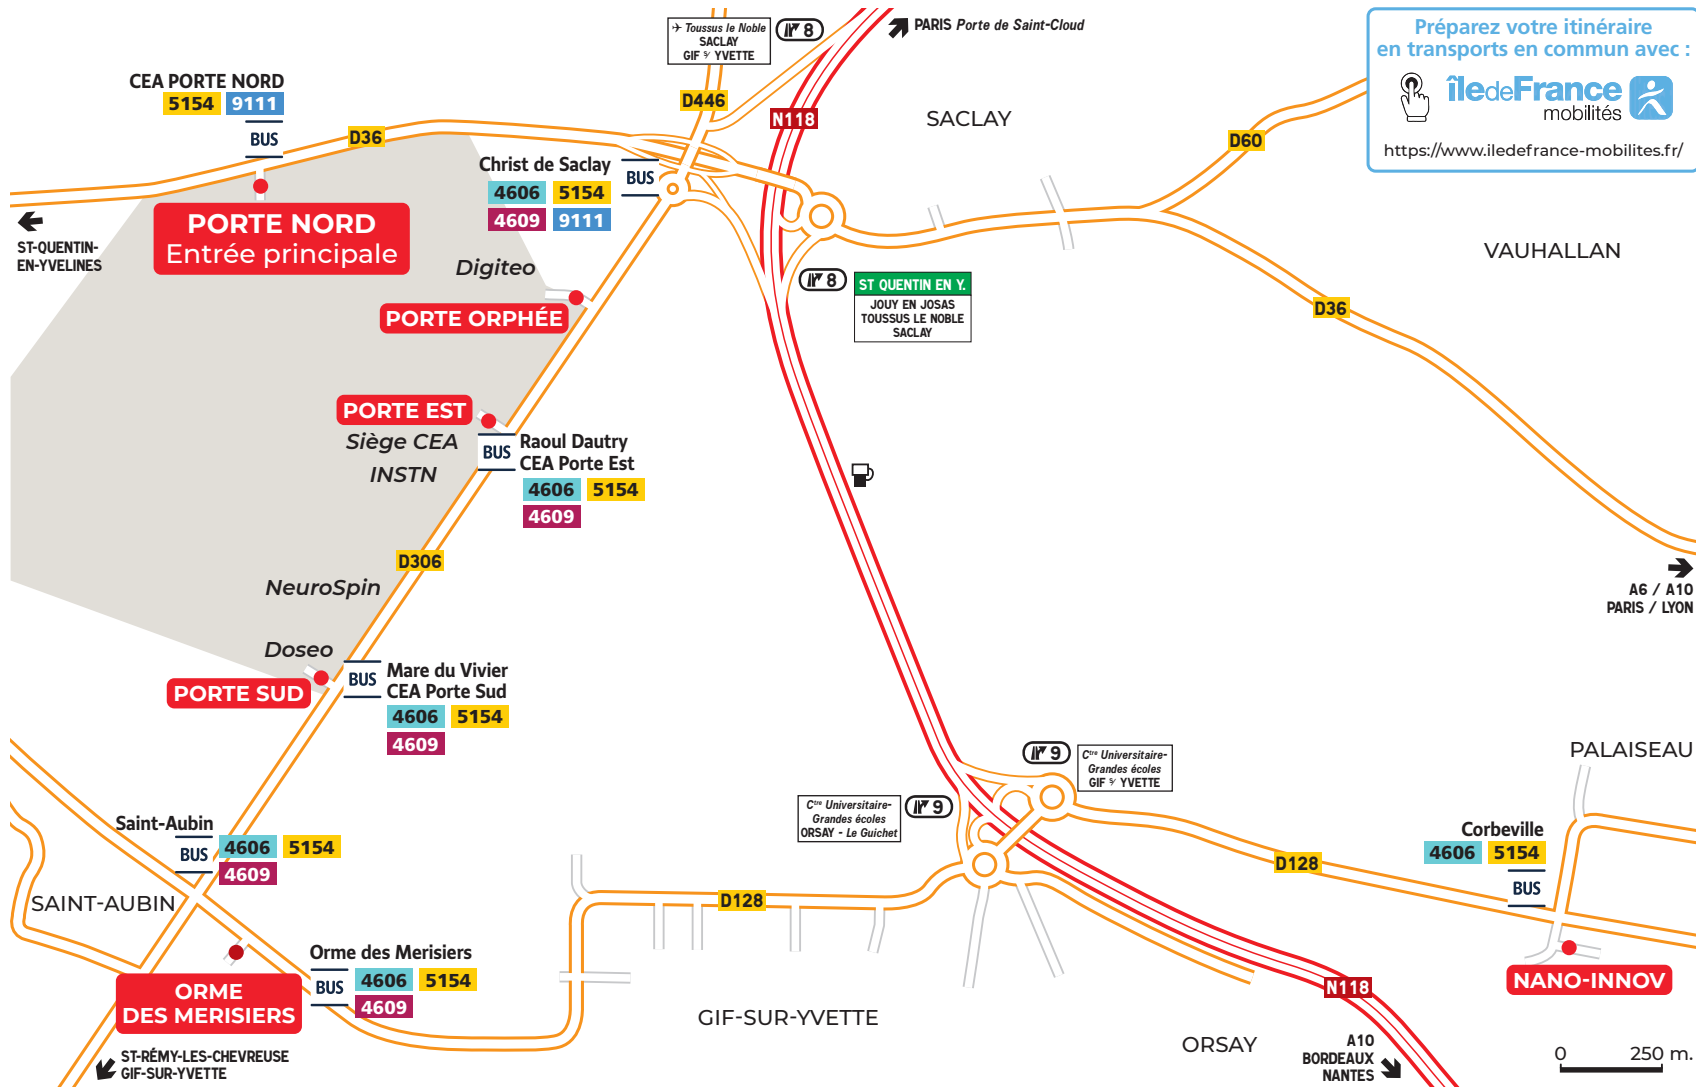 ✈ Toussus le Noble
SACLAY
GIF S/ YVETTE
8
PARIS Porte de Saint-Cloud
Préparez votre itinéraire
en transports en commun avec :
îledeFrance
mobilités
https://www.iledefrance-mobilites.fr/
CEA PORTE NORD
5154 9111
BUS
D36
D446
N118
SACLAY
D60
Christ de Saclay
BUS
4606 5154
4609 9111
PORTE NORD
Entrée principale
ST-QUENTIN-
EN-YVELINES
VAUHALLAN
Digiteo
8
ST QUENTIN EN Y.
JOUY EN JOSAS
TOUSSUS LE NOBLE
SACLAY
PORTE ORPHÉE
D36
PORTE EST
Siège CEA
INSTN
BUS
Raoul Dautry
CEA Porte Est
4606 5154
4609
D306
NeuroSpin
A6 / A10
PARIS / LYON
Doseo
PORTE SUD
BUS
Mare du Vivier
CEA Porte Sud
4606 5154
4609
9
Ctre Universitaire-
Grandes écoles
GIF S/ YVETTE
PALAISEAU
Ctre Universitaire-
Grandes écoles
ORSAY - Le Guichet
9
Saint-Aubin
BUS
4606 5154
4609
Corbeville
4606 5154
BUS
D128
D128
SAINT-AUBIN
Orme des Merisiers
BUS
4606 5154
4609
ORME
DES MERISIERS
NANO-INNOV
N118
GIF-SUR-YVETTE
ORSAY
A10
BORDEAUX
NANTES
ST-RÉMY-LES-CHEVREUSE
GIF-SUR-YVETTE
0 250 m.